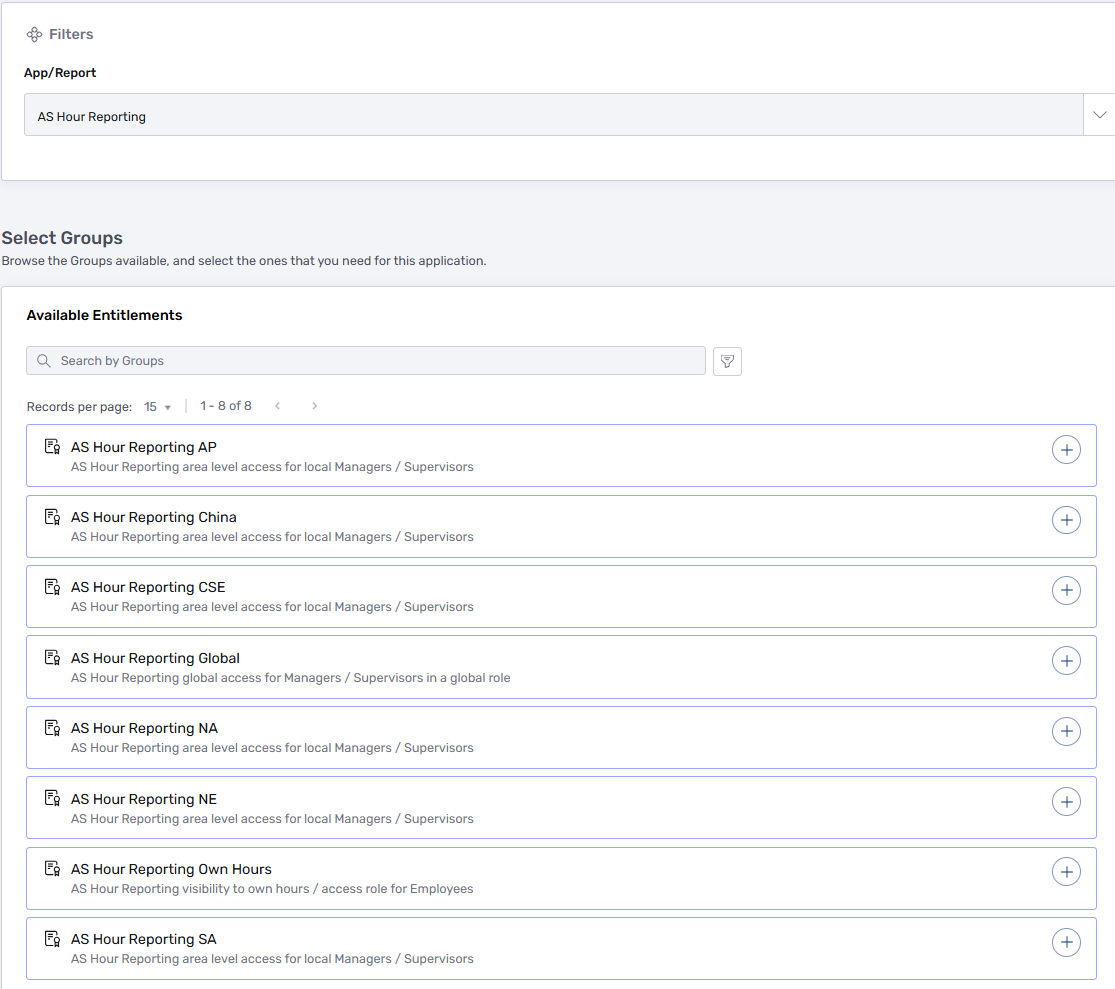 Filters
App/Report
AS Hour Reporting
Select Groups
Browse the Groups available, and select the ones that you need for this application.
Available Entitlements
Search by Groups
Records per page: 15 1 - 8 of 8
AS Hour Reporting AP
AS Hour Reporting area level access for local Managers / Supervisors
AS Hour Reporting China
AS Hour Reporting area level access for local Managers / Supervisors
AS Hour Reporting CSE
AS Hour Reporting area level access for local Managers / Supervisors
AS Hour Reporting Global
AS Hour Reporting global access for Managers / Supervisors in a global role
AS Hour Reporting NA
AS Hour Reporting area level access for local Managers / Supervisors
AS Hour Reporting NE
AS Hour Reporting area level access for local Managers / Supervisors
AS Hour Reporting Own Hours
AS Hour Reporting visibility to own hours / access role for Employees
AS Hour Reporting SA
AS Hour Reporting area level access for local Managers / Supervisors